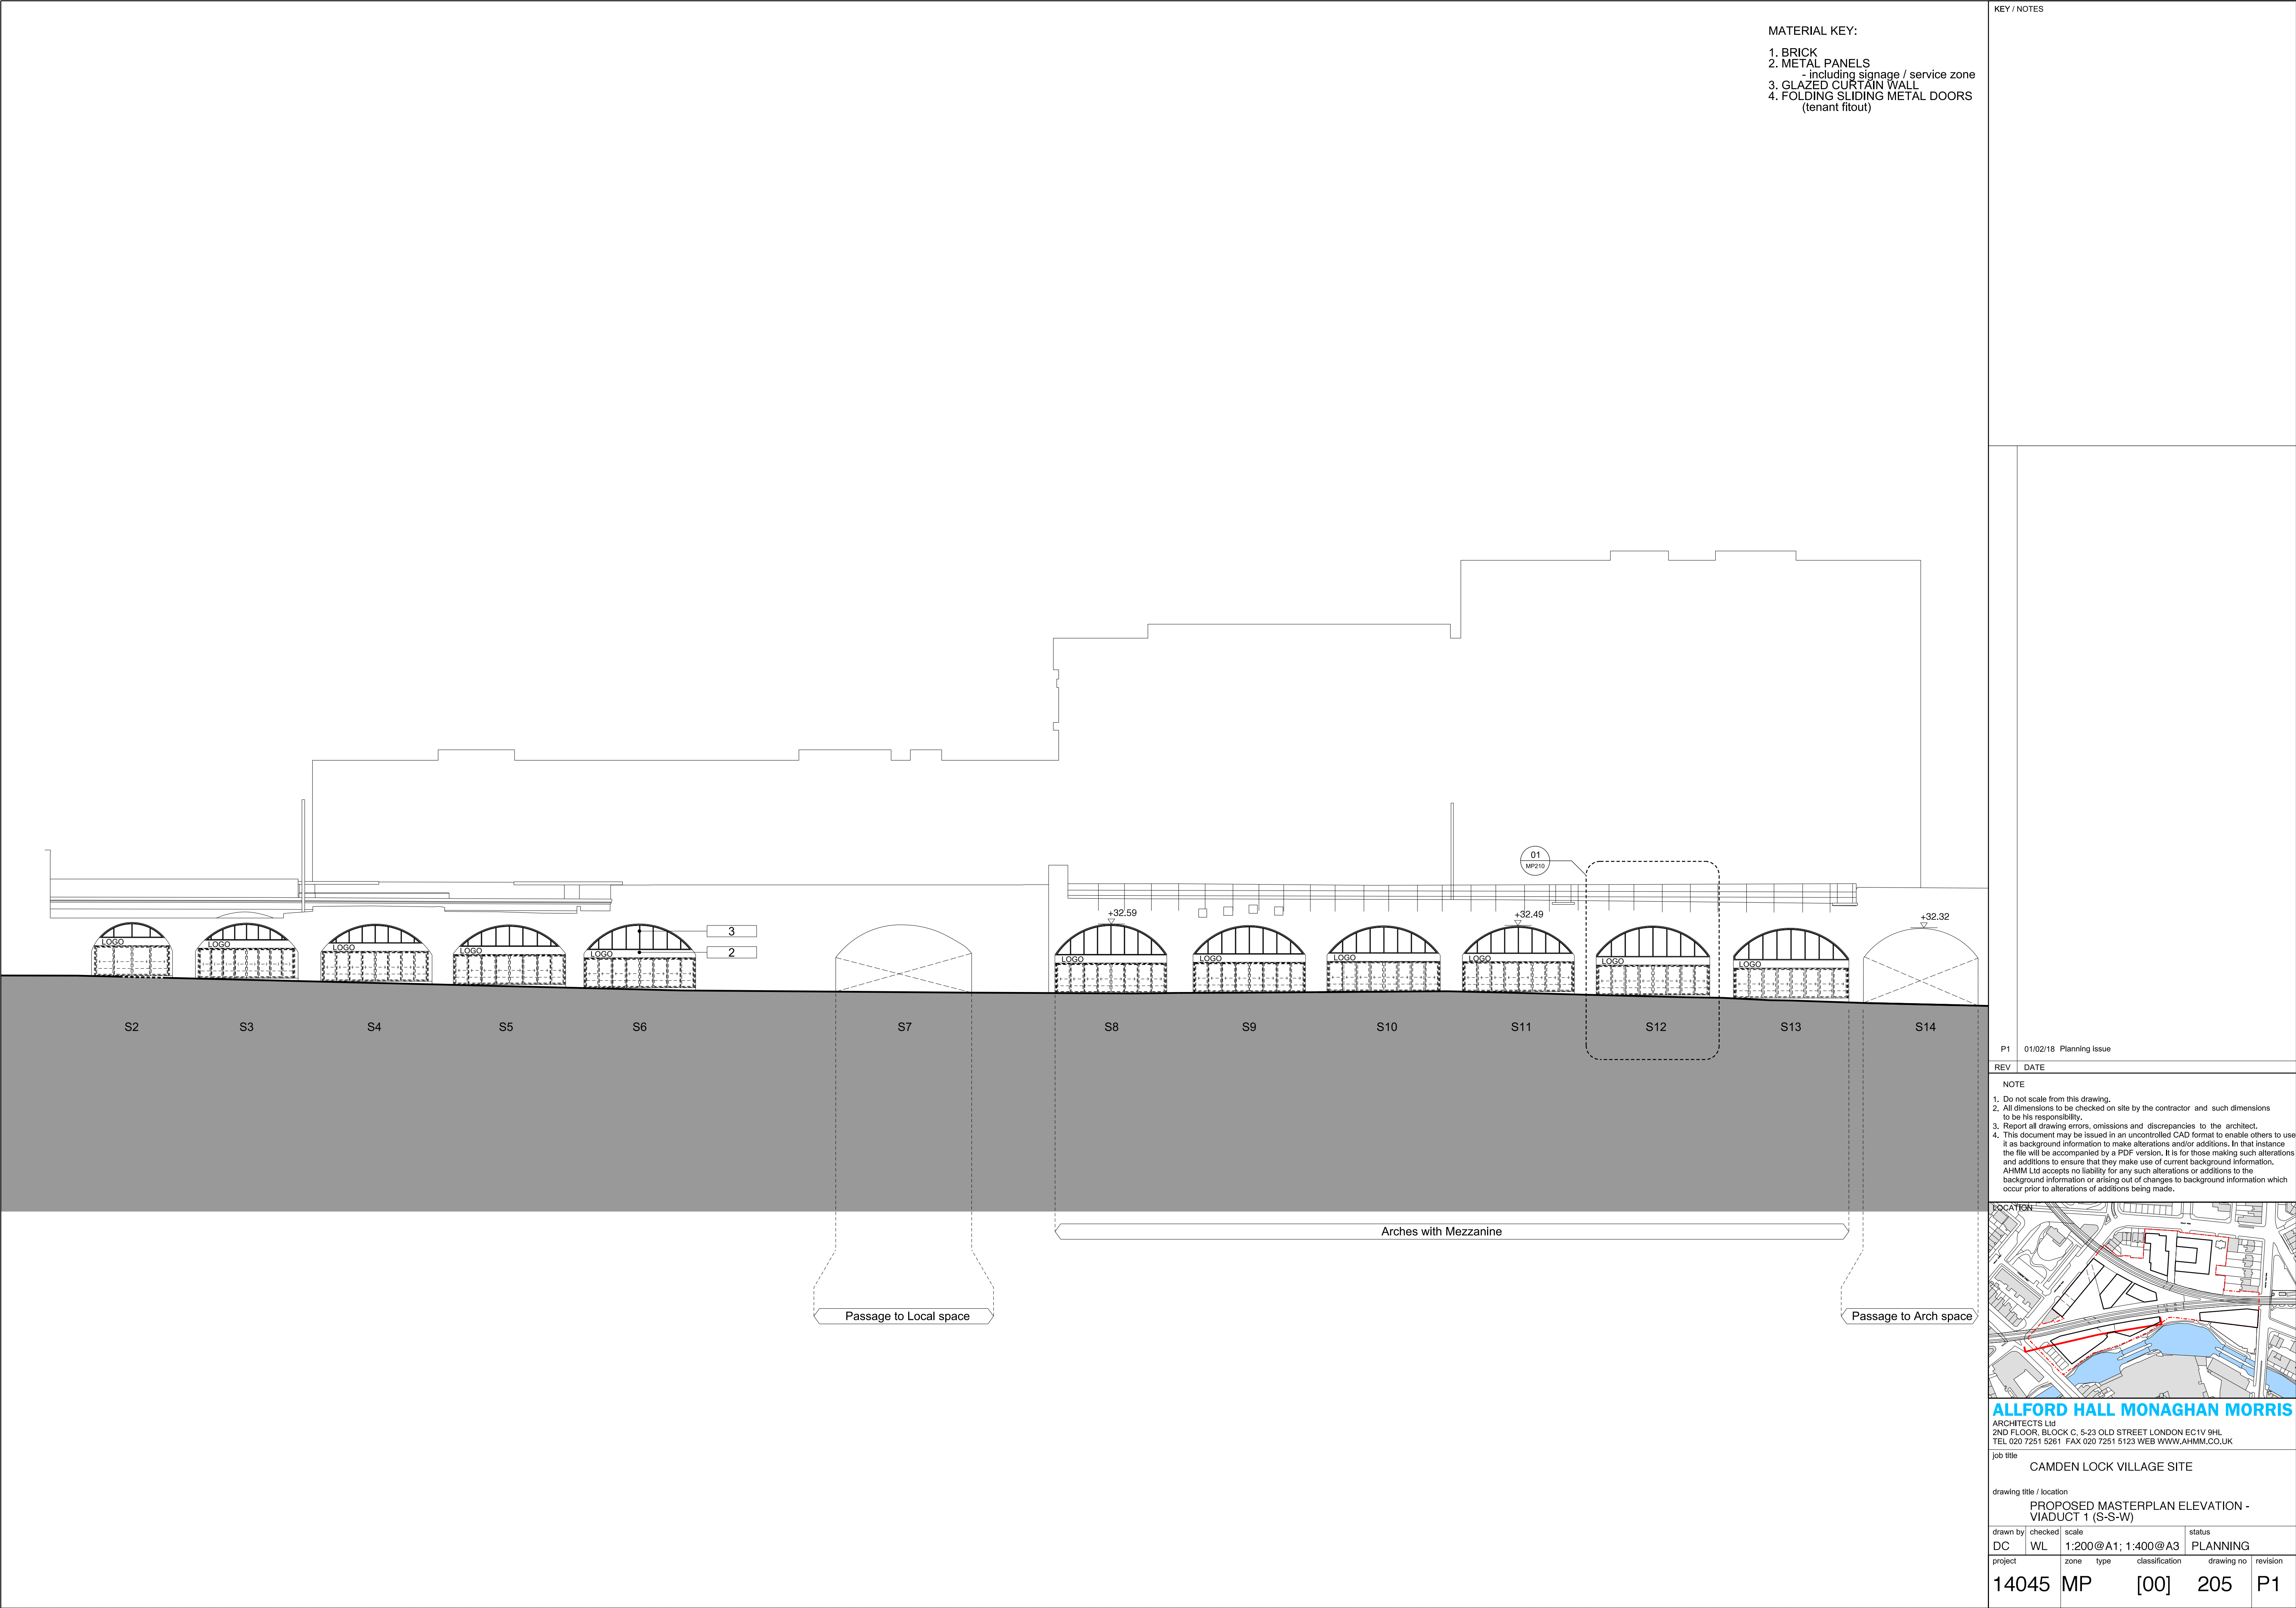 MATERIAL KEY:
1. BRICK
2. METAL PANELS
- including signage / service zone
3. GLAZED CURTAIN WALL
4. FOLDING SLIDING METAL DOORS
(tenant fitout)
01
MP210
+32.59
+32.49
+32.32
LOGO
LOGO
LOGO
LOGO
LOGO
3
2
LOGO
LOGO
LOGO
LOGO
LOGO
LOGO
S2
S3
S4
S5
S6
S7
S8
S9
S10
S11
S12
S13
S14
Arches with Mezzanine
Passage to Local space
Passage to Arch space
KEY / NOTES
P1 01/02/18 Planning issue
REV DATE
NOTE
1. Do not scale from this drawing.
2. All dimensions to be checked on site by the contractor and such dimensions
to be his responsibility.
3. Report all drawing errors, omissions and discrepancies to the architect.
4. This document may be issued in an uncontrolled CAD format to enable others to use
it as background information to make alterations and/or additions. In that instance
the file will be accompanied by a PDF version. It is for those making such alterations
and additions to ensure that they make use of current background information.
AHMM Ltd accepts no liability for any such alterations or additions to the
background information or arising out of changes to background information which
occur prior to alterations of additions being made.
LOCATION
ALLFORD HALL MONAGHAN MORRIS
ARCHITECTS Ltd
2ND FLOOR, BLOCK C, 5-23 OLD STREET LONDON EC1V 9HL
TEL 020 7251 5261 FAX 020 7251 5123 WEB WWW.AHMM.CO.UK
job title
CAMDEN LOCK VILLAGE SITE
drawing title / location
PROPOSED MASTERPLAN ELEVATION -
VIADUCT 1 (S-S-W)
drawn by checked scale status
DC WL 1:200@A1; 1:400@A3 PLANNING
project zone type classification drawing no revision
14045 MP [00] 205 P1